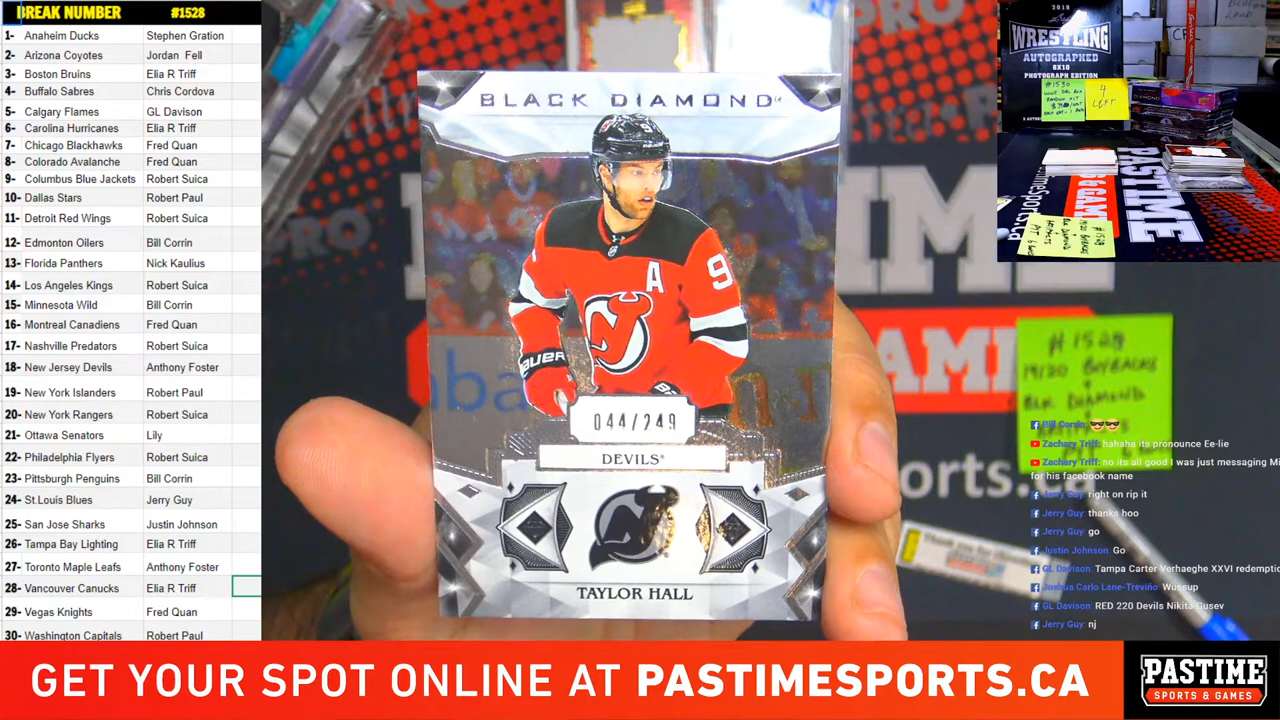 BREAK NUMBER #1528
1- Anaheim Ducks Stephen Gration
2- Arizona Coyotes Jordan Fell
3- Boston Bruins Elia R Triff
4- Buffalo Sabres Chris Cordova
5- Calgary Flames GL Davison
6- Carolina Hurricanes Elia R Triff
7- Chicago Blackhawks Fred Quan
8- Colorado Avalanche Fred Quan
9- Columbus Blue Jackets Robert Suica
10- Dallas Stars Robert Paul
11- Detroit Red Wings Robert Suica
12- Edmonton Oilers Bill Corrin
13- Florida Panthers Nick Kaulius
14- Los Angeles Kings Robert Suica
15- Minnesota Wild Bill Corrin
16- Montreal Canadiens Fred Quan
17- Nashville Predators Robert Suica
18- New Jersey Devils Anthony Foster
19- New York Islanders Robert Paul
20- New York Rangers Robert Suica
21- Ottawa Senators Lily
22- Philadelphia Flyers Robert Suica
23- Pittsburgh Penguins Bill Corrin
24- St.Louis Blues Jerry Guy
25- San Jose Sharks Justin Johnson
26- Tampa Bay Lighting Elia R Triff
27- Toronto Maple Leafs Anthony Foster
28- Vancouver Canucks Elia R Triff
29- Vegas Knights Fred Quan
30- Washington Capitals Robert Paul
BLACK DIAMOND
A
9
BAUER
044/249
DEVILS
TAYLOR HALL
2019
WRESTLING
AUTOGRAPHED
8X10
PHOTOGRAPH EDITION
#1530
4
LEFT
PASTIME
& GAM
#1528
19/20 BUYBACKS
BLK DIAMOND
orts.ca
Bill Corrin:
Zachary Triff: hahaha its pronounce Ee-lie
Zachary Triff: no its all good I was just messaging Mi
for his facebook name
Jerry Guy: right on rip it
Jerry Guy: thanks hoo
Jerry Guy: go
Justin Johnson: Go
GL Davison: Tampa Carter Verhaeghe XXVI redemptio
Joshua Carlo Lane-Treviño: Wussup
GL Davison: RED 220 Devils Nikita Gusev
Jerry Guy: nj
GET YOUR SPOT ONLINE AT PASTIMESPORTS.CA
PASTIME
SPORTS & GAMES